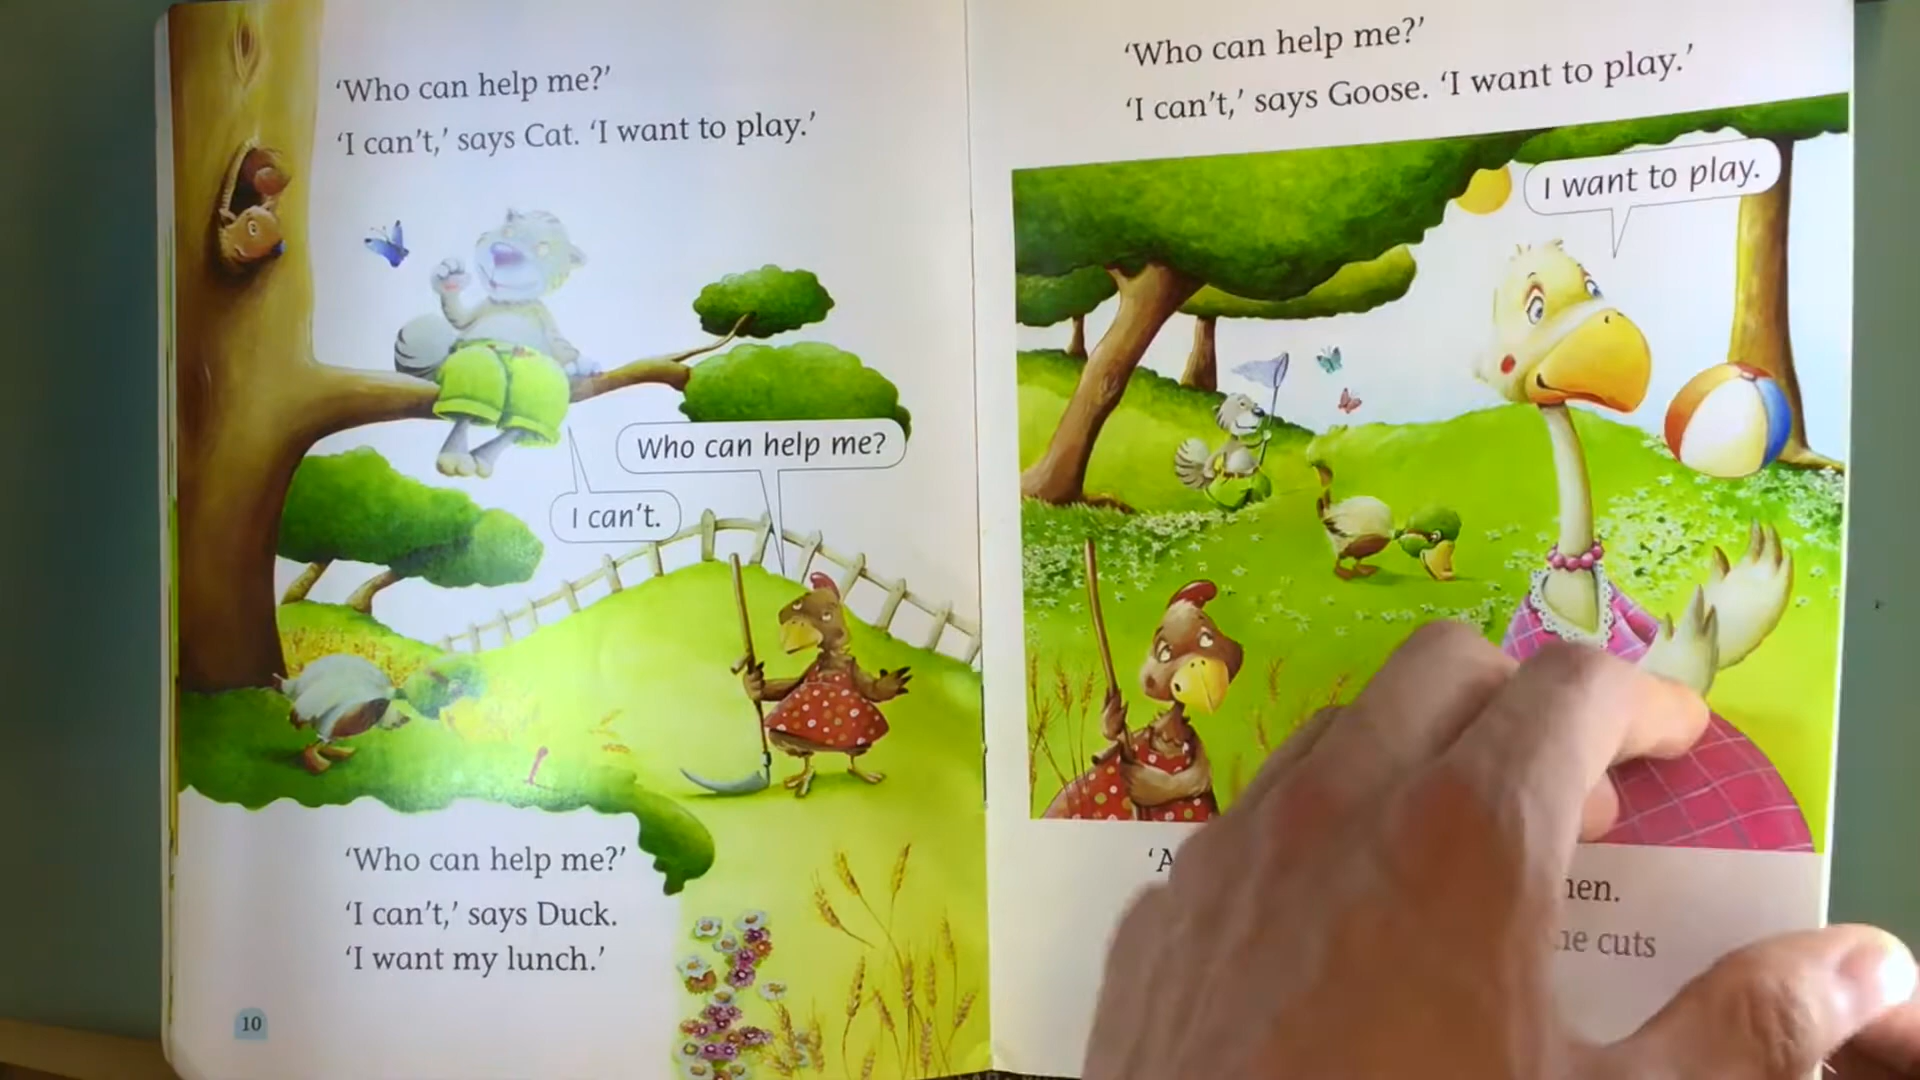 ‘Who can help me?’
‘I can’t,’ says Cat. ‘I want to play.’
Who can help me?
I can’t.
‘Who can help me?’
‘I can’t,’ says Duck.
‘I want my lunch.’
10
‘Who can help me?’
‘I can’t,’ says Goose. ‘I want to play.’
I want to play.
cuts